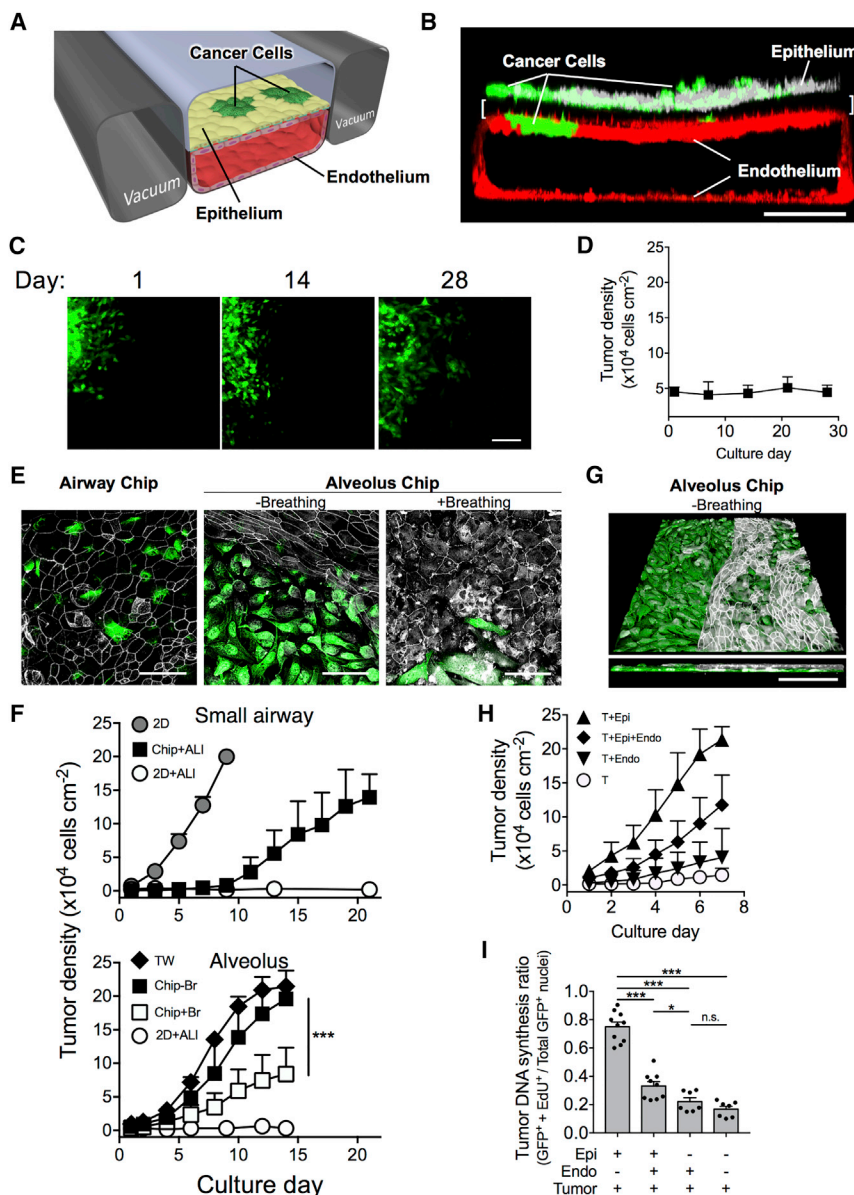 A
Cancer Cells
Vacuum
Vacuum
Endothelium
Epithelium
B
Cancer Cells
Epithelium
[ ]
Endothelium
C
Day: 1 14 28
D
Tumor density
(x10⁴ cells cm⁻²)
25
20
15
10
5
0 10 20 30
Culture day
E
Airway Chip
Alveolus Chip
-Breathing
+Breathing
G
Alveolus Chip
-Breathing
F
Small airway
2D
Chip+ALI
2D+ALI
25
20
15
10
5
0
0 5 10 15 20
Alveolus
TW
Chip-Br
Chip+Br
2D+ALI
***
25
20
15
10
5
0
0 5 10 15 20
Tumor density (x10⁴ cells cm⁻²)
Culture day
H
T+Epi
T+Epi+Endo
T+Endo
T
Tumor density
(x10⁴ cells cm⁻²)
25
20
15
10
5
0
0 2 4 6 8
Culture day
I
***
***
***
*
n.s.
Tumor DNA synthesis ratio
(GFP⁺ + EdU⁺ / Total GFP⁺ nuclei)
1.0
0.8
0.6
0.4
0.2
0
Epi + + - -
Endo - + + -
Tumor + + + +